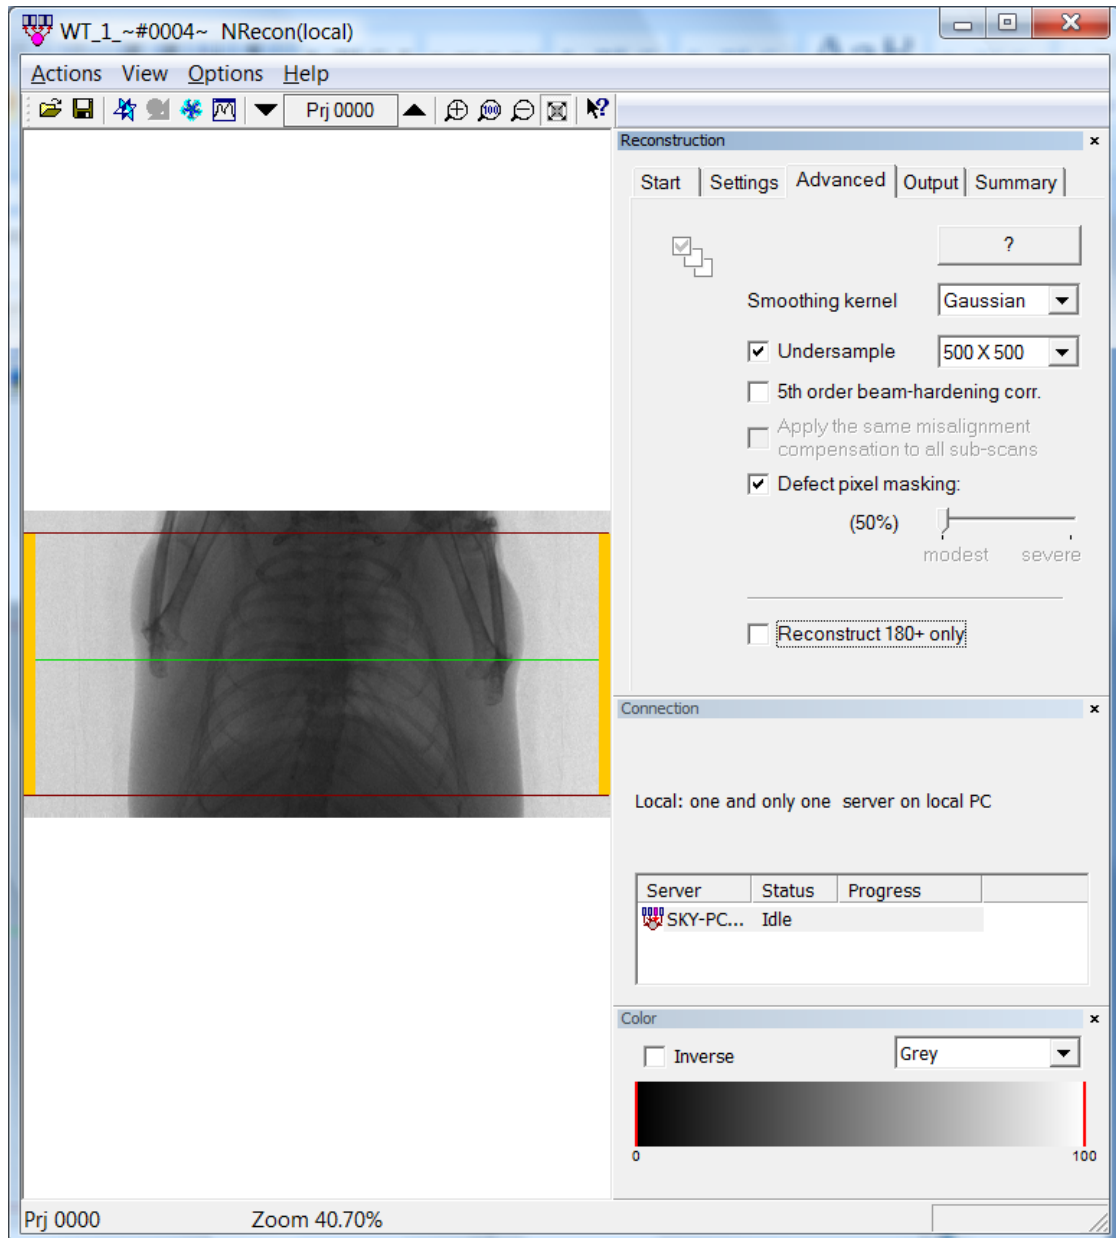 WT_1_~#0004~ NRecon(local)
Actions View Options Help
Prj 0000 100
Reconstruction
Start Settings Advanced Output Summary
?
Smoothing kernel Gaussian
Undersample 500 X 500
5th order beam-hardening corr.
Apply the same misalignment
compensation to all sub-scans
Defect pixel masking:
(50%)
modest severe
Reconstruct 180+ only
Connection
Local: one and only one server on local PC
Server Status Progress
SKY-PC... Idle
Color
Inverse Grey
0 100
Prj 0000 Zoom 40.70%